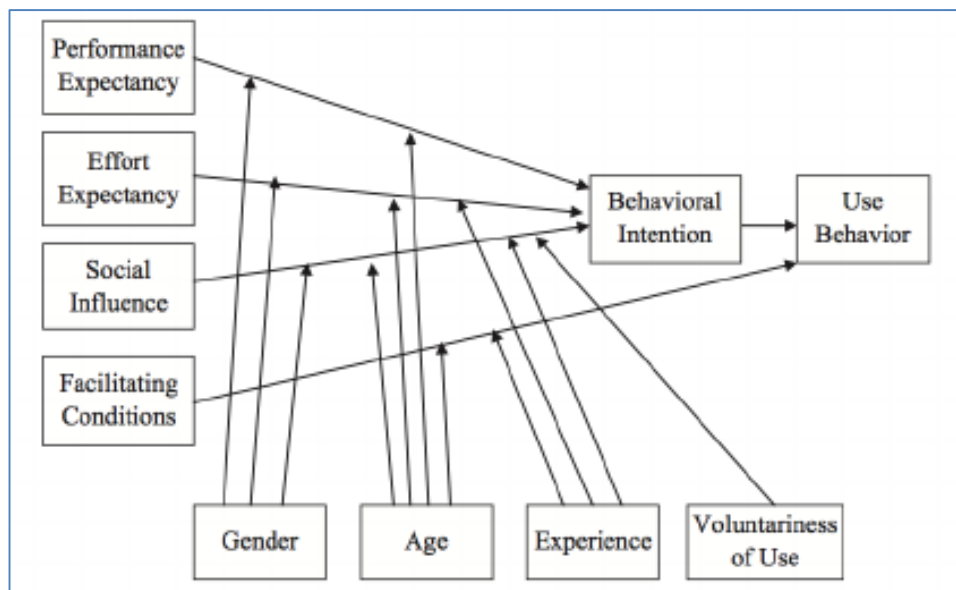 Performance
Expectancy
Effort
Expectancy
Social
Influence
Facilitating
Conditions
Behavioral
Intention
Use
Behavior
Gender
Age
Experience
Voluntariness
of Use